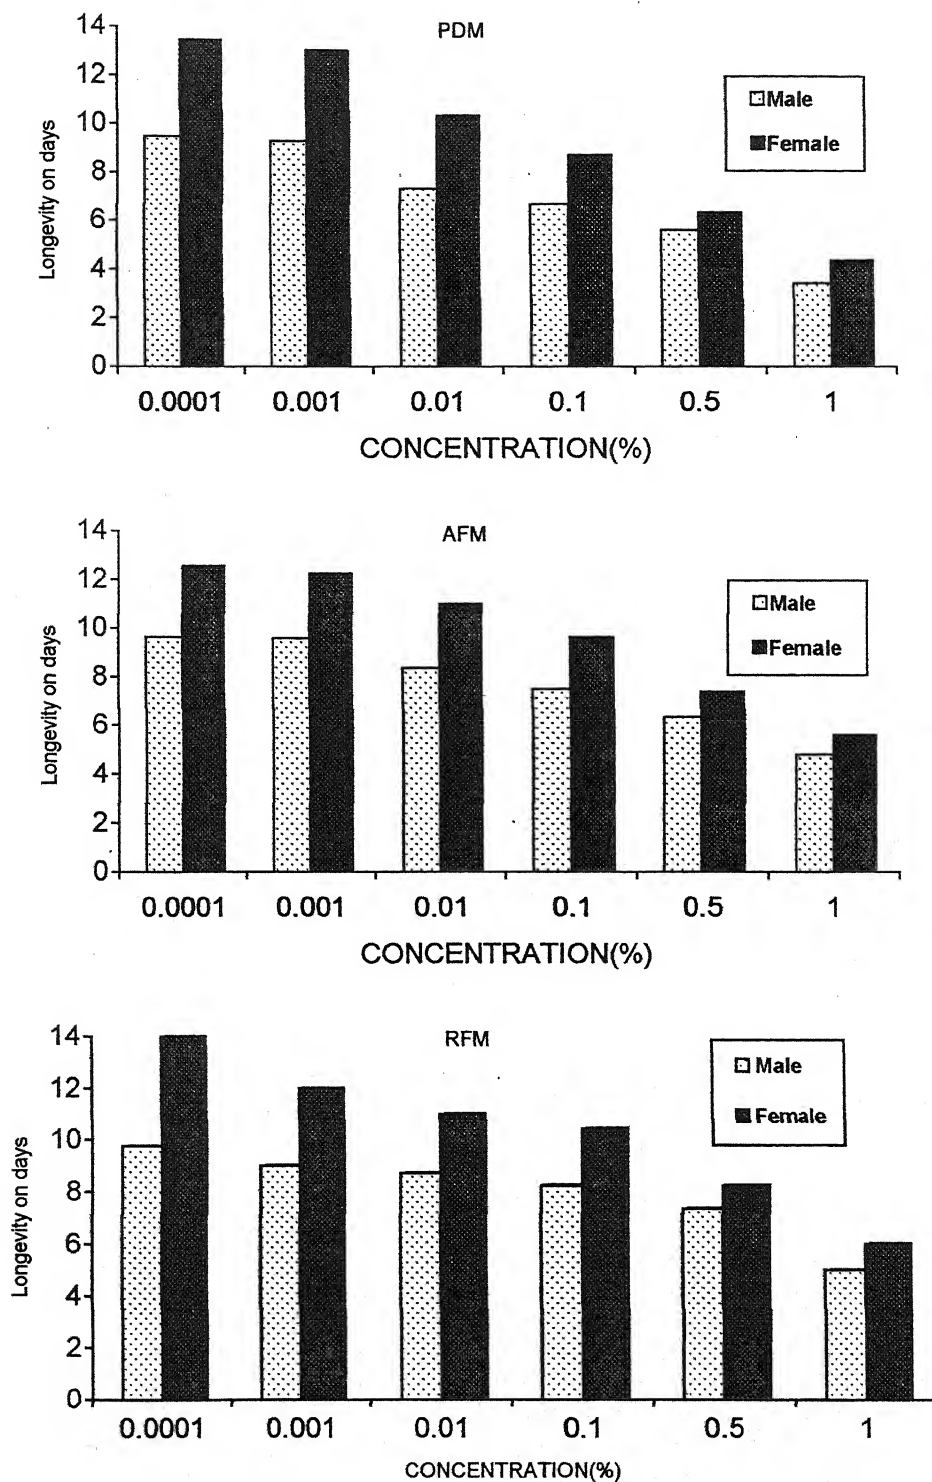 PDM
14
12
10
8
6
4
2
0
Longevity on days
Male
Female
0.0001 0.001 0.01 0.1 0.5 1
CONCENTRATION(%)
AFM
14
12
10
8
6
4
2
0
Longevity on days
Male
Female
0.0001 0.001 0.01 0.1 0.5 1
CONCENTRATION(%)
RFM
14
12
10
8
6
4
2
0
Longevity on days
Male
Female
0.0001 0.001 0.01 0.1 0.5 1
CONCENTRATION(%)